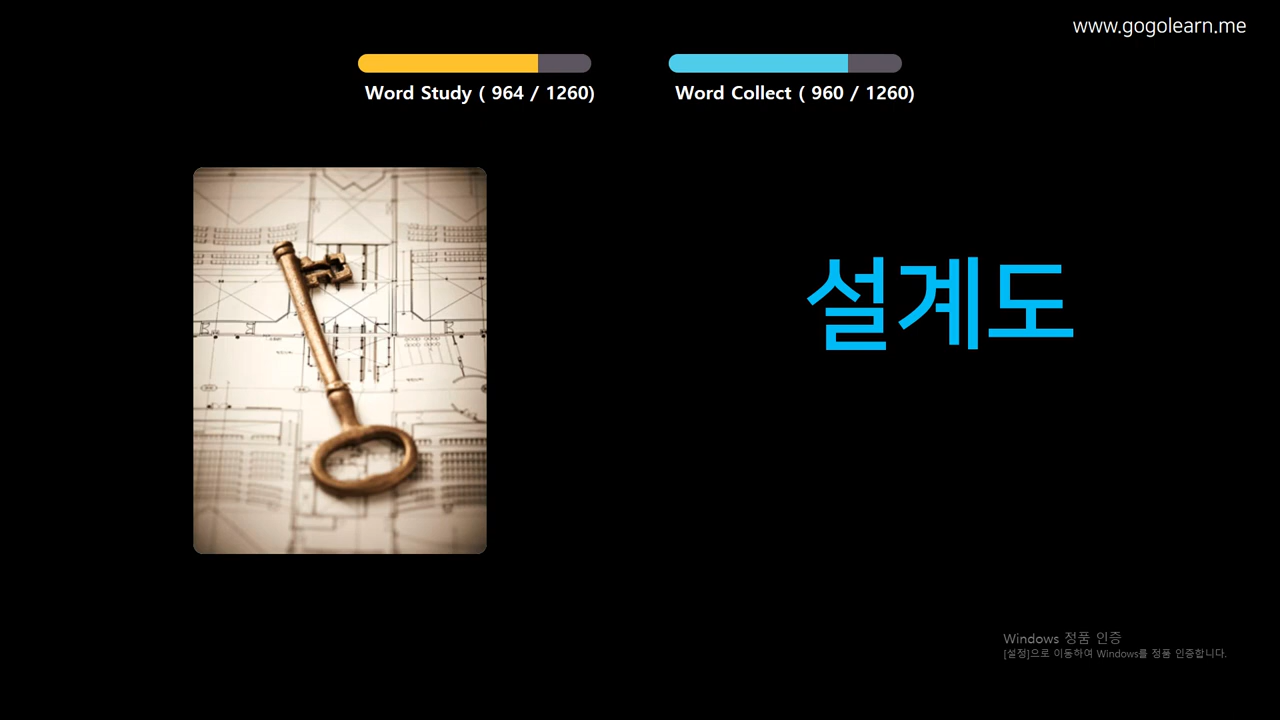 www.gogolearn.me
Word Study ( 964 / 1260)
Word Collect ( 960 / 1260)
설계도
Windows 정품 인증
[설정]으로 이동하여 Windows를 정품 인증합니다.